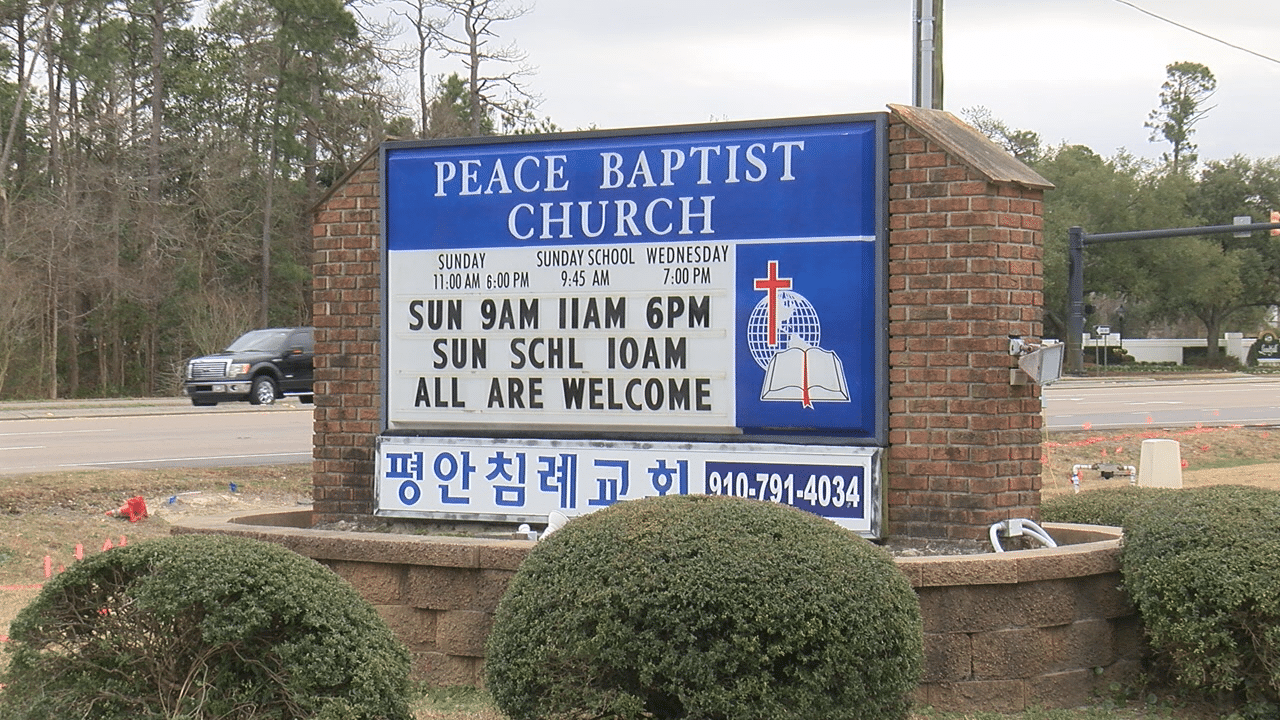 PEACE BAPTIST
CHURCH
SUNDAY SUNDAY SCHOOL WEDNESDAY
11:00 AM 6:00 PM 9:45 AM 7:00 PM
SUN 9AM 11AM 6PM
SUN SCHL 10AM
ALL ARE WELCOME
평안침례교회 910-791-4034